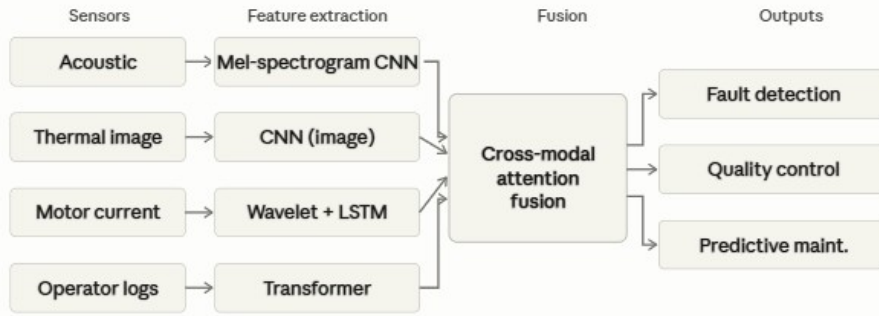 Sensors
Feature extraction
Fusion
Outputs
Acoustic
Mel-spectrogram CNN
Thermal image
CNN (image)
Motor current
Wavelet + LSTM
Operator logs
Transformer
Cross-modal
attention
fusion
Fault detection
Quality control
Predictive maint.